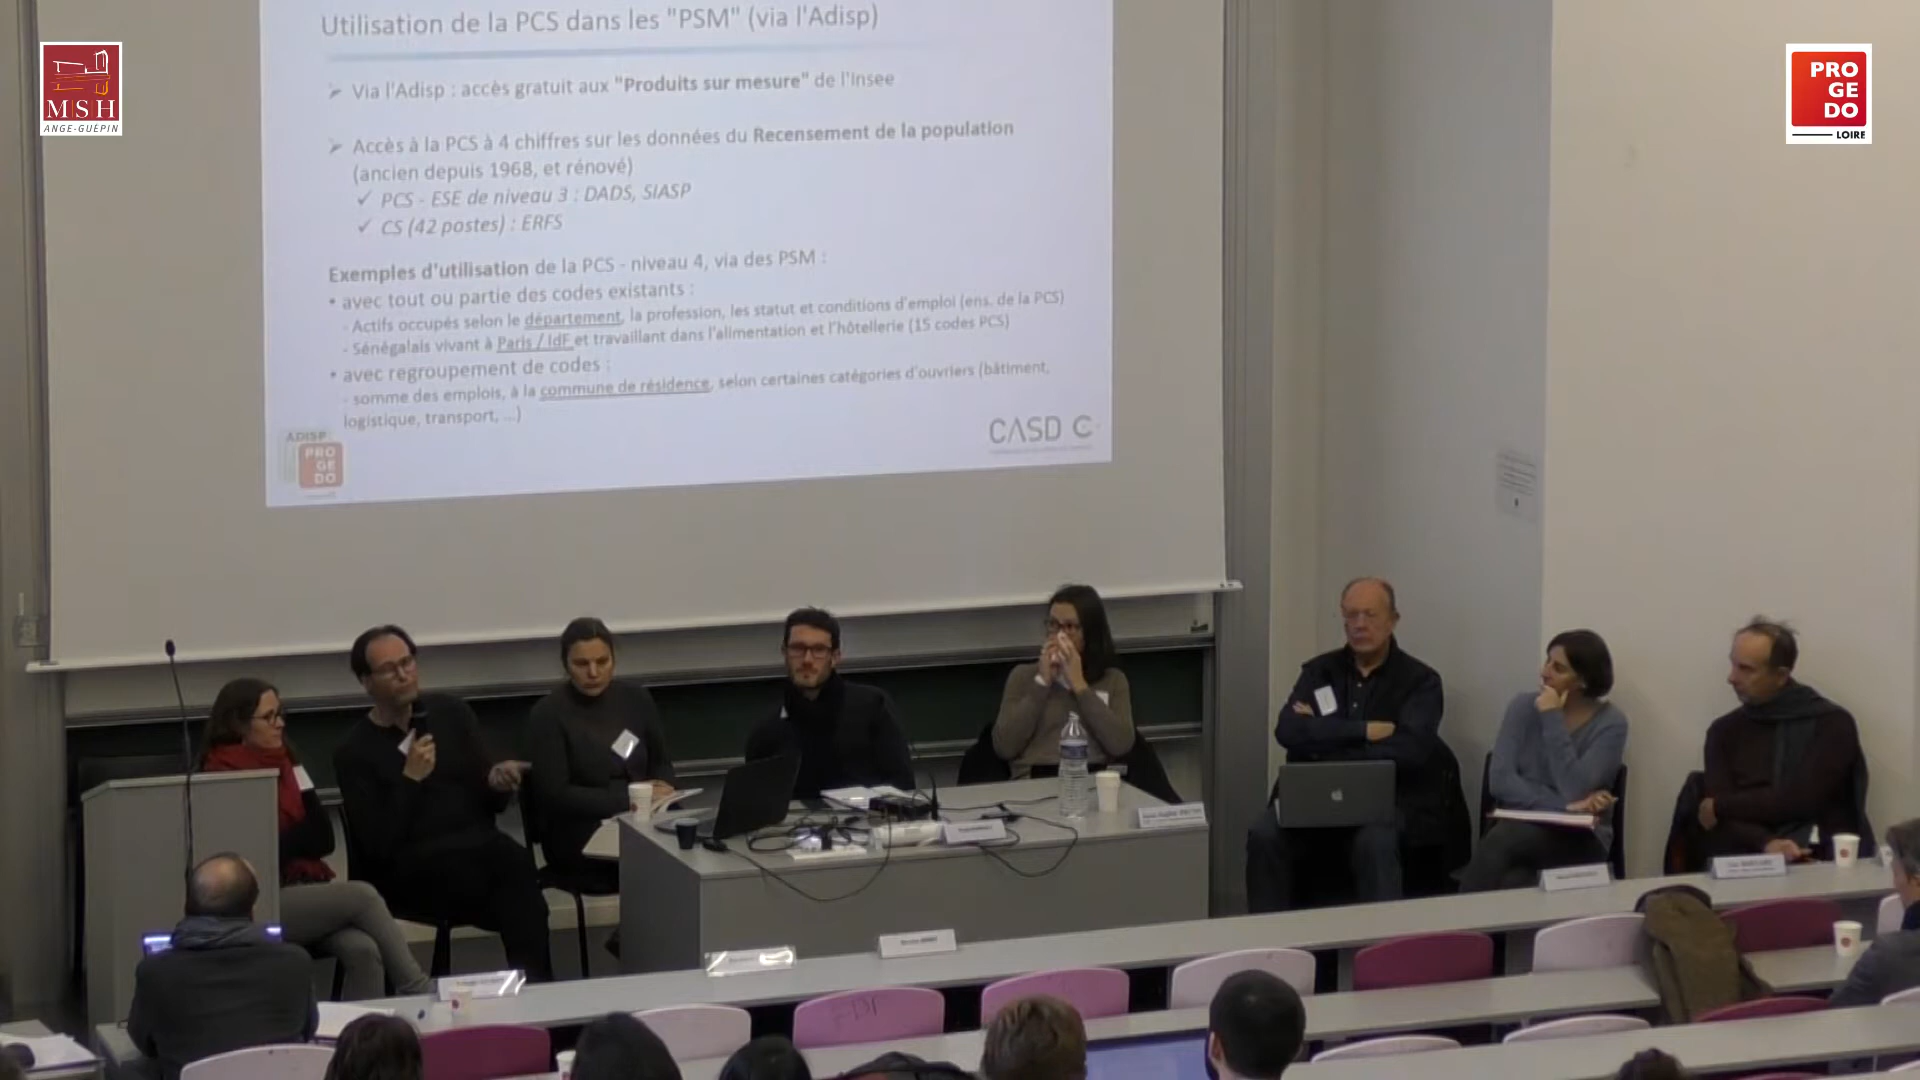 Utilisation de la PCS dans les "PSM" (via l'Adisp)
➢ Via l'Adisp : accès gratuit aux "Produits sur mesure" de l'Insee
➢ Accès à la PCS à 4 chiffres sur les données du Recensement de la population
(ancien depuis 1968, et rénové)
✓ PCS - ESE de niveau 3 : DADS, SIASP
✓ CS (42 postes) : ERFS
Exemples d'utilisation de la PCS - niveau 4, via des PSM :
• avec tout ou partie des codes existants :
- Actifs occupés selon le département, la profession, les statut et conditions d'emploi (ens. de la PCS)
- Sénégalais vivant à Paris / IdF et travaillant dans l'alimentation et l'hôtellerie (15 codes PCS)
• avec regroupement de codes :
- somme des emplois, à la commune de résidence, selon certaines catégories d'ouvriers (bâtiment,
logistique, transport, ...)
ADISP
PRO
GE
DO
CASD
MSH
ANGE-GUÉPIN
PRO
GE
DO
LOIRE